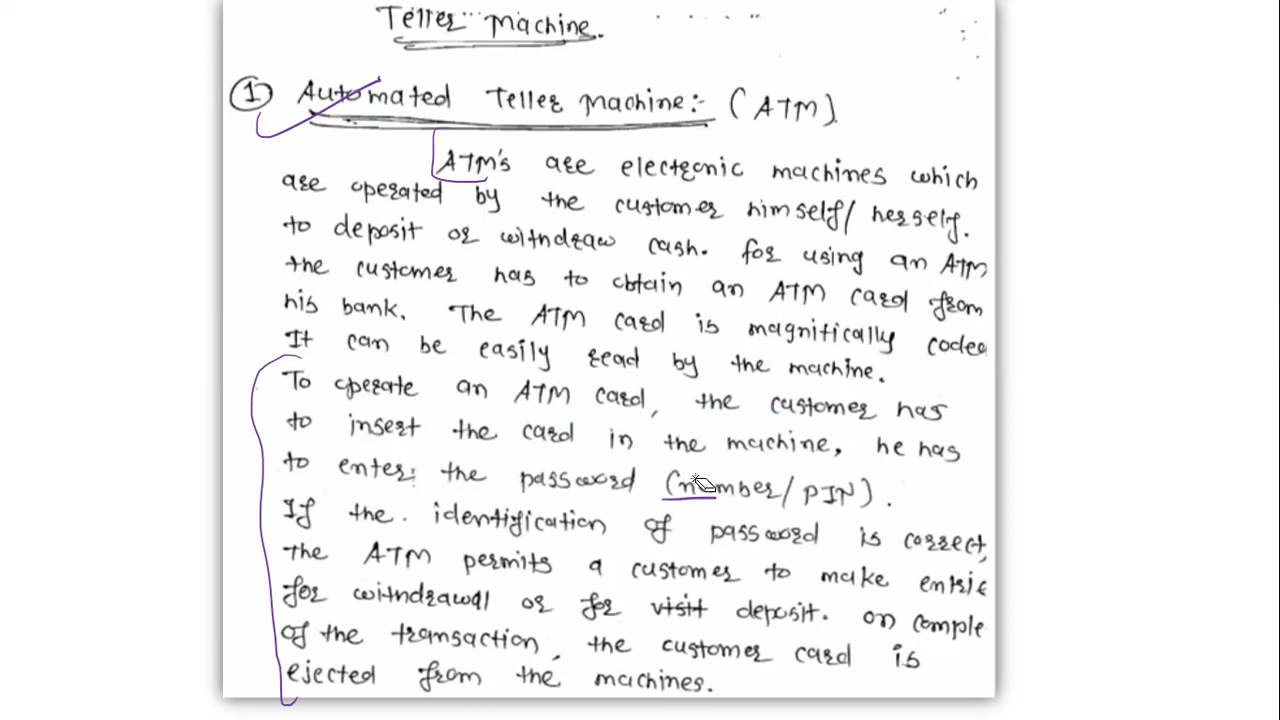 Teller Machine.
① Automated Teller Machine:- (ATM)
ATM's are electronic machines which
are operated by the customer himself/ herself.
to deposit or withdraw cash. for using an ATM
the customer has to obtain an ATM card from
his bank. The ATM card is magnitically coded
It can be easily read by the machine.
To operate an ATM card, the customer has
to insert the card in the machine, he has
to enter the password (number/ PIN).
If the identification of password is correct,
the ATM permits a customer to make entrie
for withdrawal or for visit deposit. on comple
of the transaction, the customer card is
ejected from the machines.